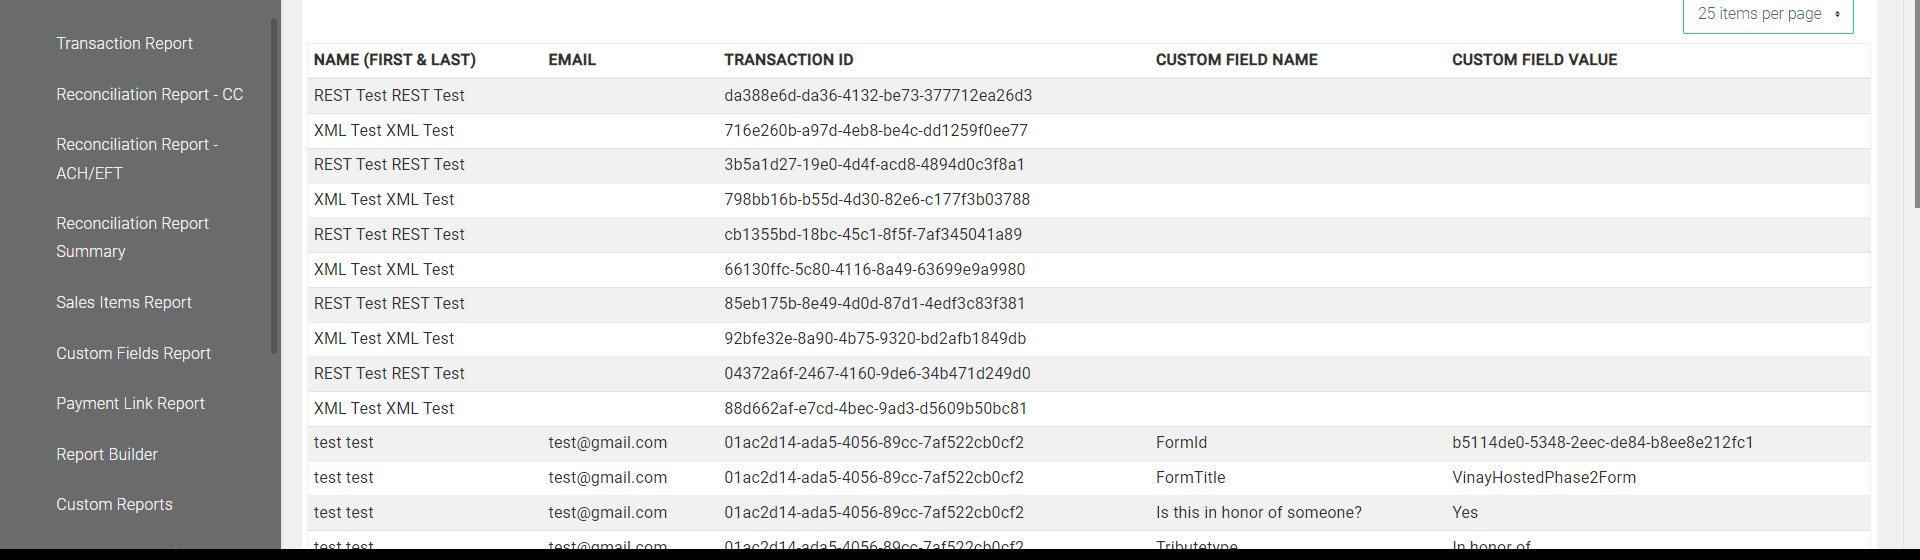 Transaction Report
Reconciliation Report - CC
Reconciliation Report -
ACH/EFT
Reconciliation Report
Summary
Sales Items Report
Custom Fields Report
Payment Link Report
Report Builder
Custom Reports
25 items per page
NAME (FIRST & LAST) EMAIL TRANSACTION ID CUSTOM FIELD NAME CUSTOM FIELD VALUE
REST Test REST Test da388e6d-da36-4132-be73-377712ea26d3
XML Test XML Test 716e260b-a97d-4eb8-be4c-dd1259f0ee77
REST Test REST Test 3b5a1d27-19e0-4d4f-acd8-4894d0c3f8a1
XML Test XML Test 798bb16b-b55d-4d30-82e6-c177f3b03788
REST Test REST Test cb1355bd-18bc-45c1-8f5f-7af345041a89
XML Test XML Test 66130ffc-5c80-4116-8a49-63699e9a9980
REST Test REST Test 85eb175b-8e49-4d0d-87d1-4edf3c83f381
XML Test XML Test 92bfe32e-8a90-4b75-9320-bd2afb1849db
REST Test REST Test 04372a6f-2467-4160-9de6-34b471d249d0
XML Test XML Test 88d662af-e7cd-4bec-9ad3-d5609b50bc81
test test test@gmail.com 01ac2d14-ada5-4056-89cc-7af522cb0cf2 FormId b5114de0-5348-2eec-de84-b8ee8e212fc1
test test test@gmail.com 01ac2d14-ada5-4056-89cc-7af522cb0cf2 FormTitle VinayHostedPhase2Form
test test test@gmail.com 01ac2d14-ada5-4056-89cc-7af522cb0cf2 Is this in honor of someone? Yes
test test test@gmail.com 01ac2d14-ada5-4056-89cc-7af522cb0cf2 Tributetype In honor of